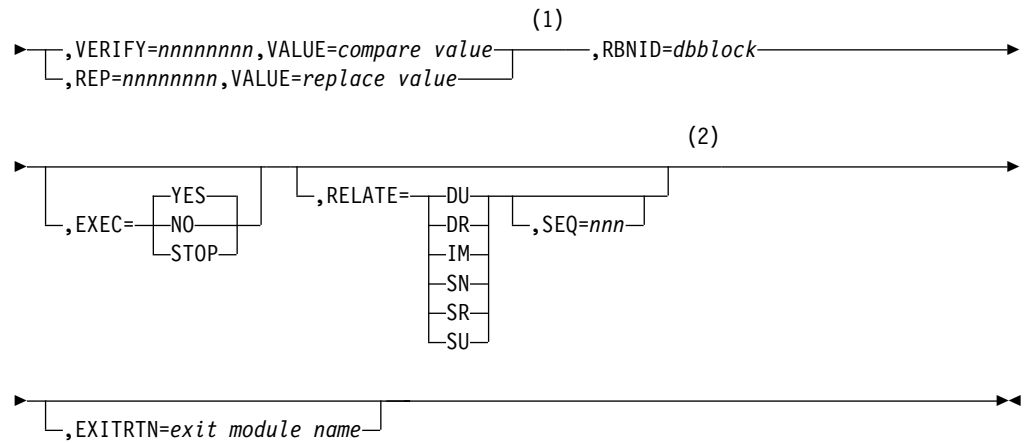 (1)
,VERIFY=nnnnnnnn,VALUE=compare value ,RBNID=dbblock
,REP=nnnnnnnn,VALUE=replace value
(2)
,EXEC= YES
NO
STOP
,RELATE= DU
DR
IM
SN
SR
SU
,SEQ=nnn
,EXITRTN=exit module name